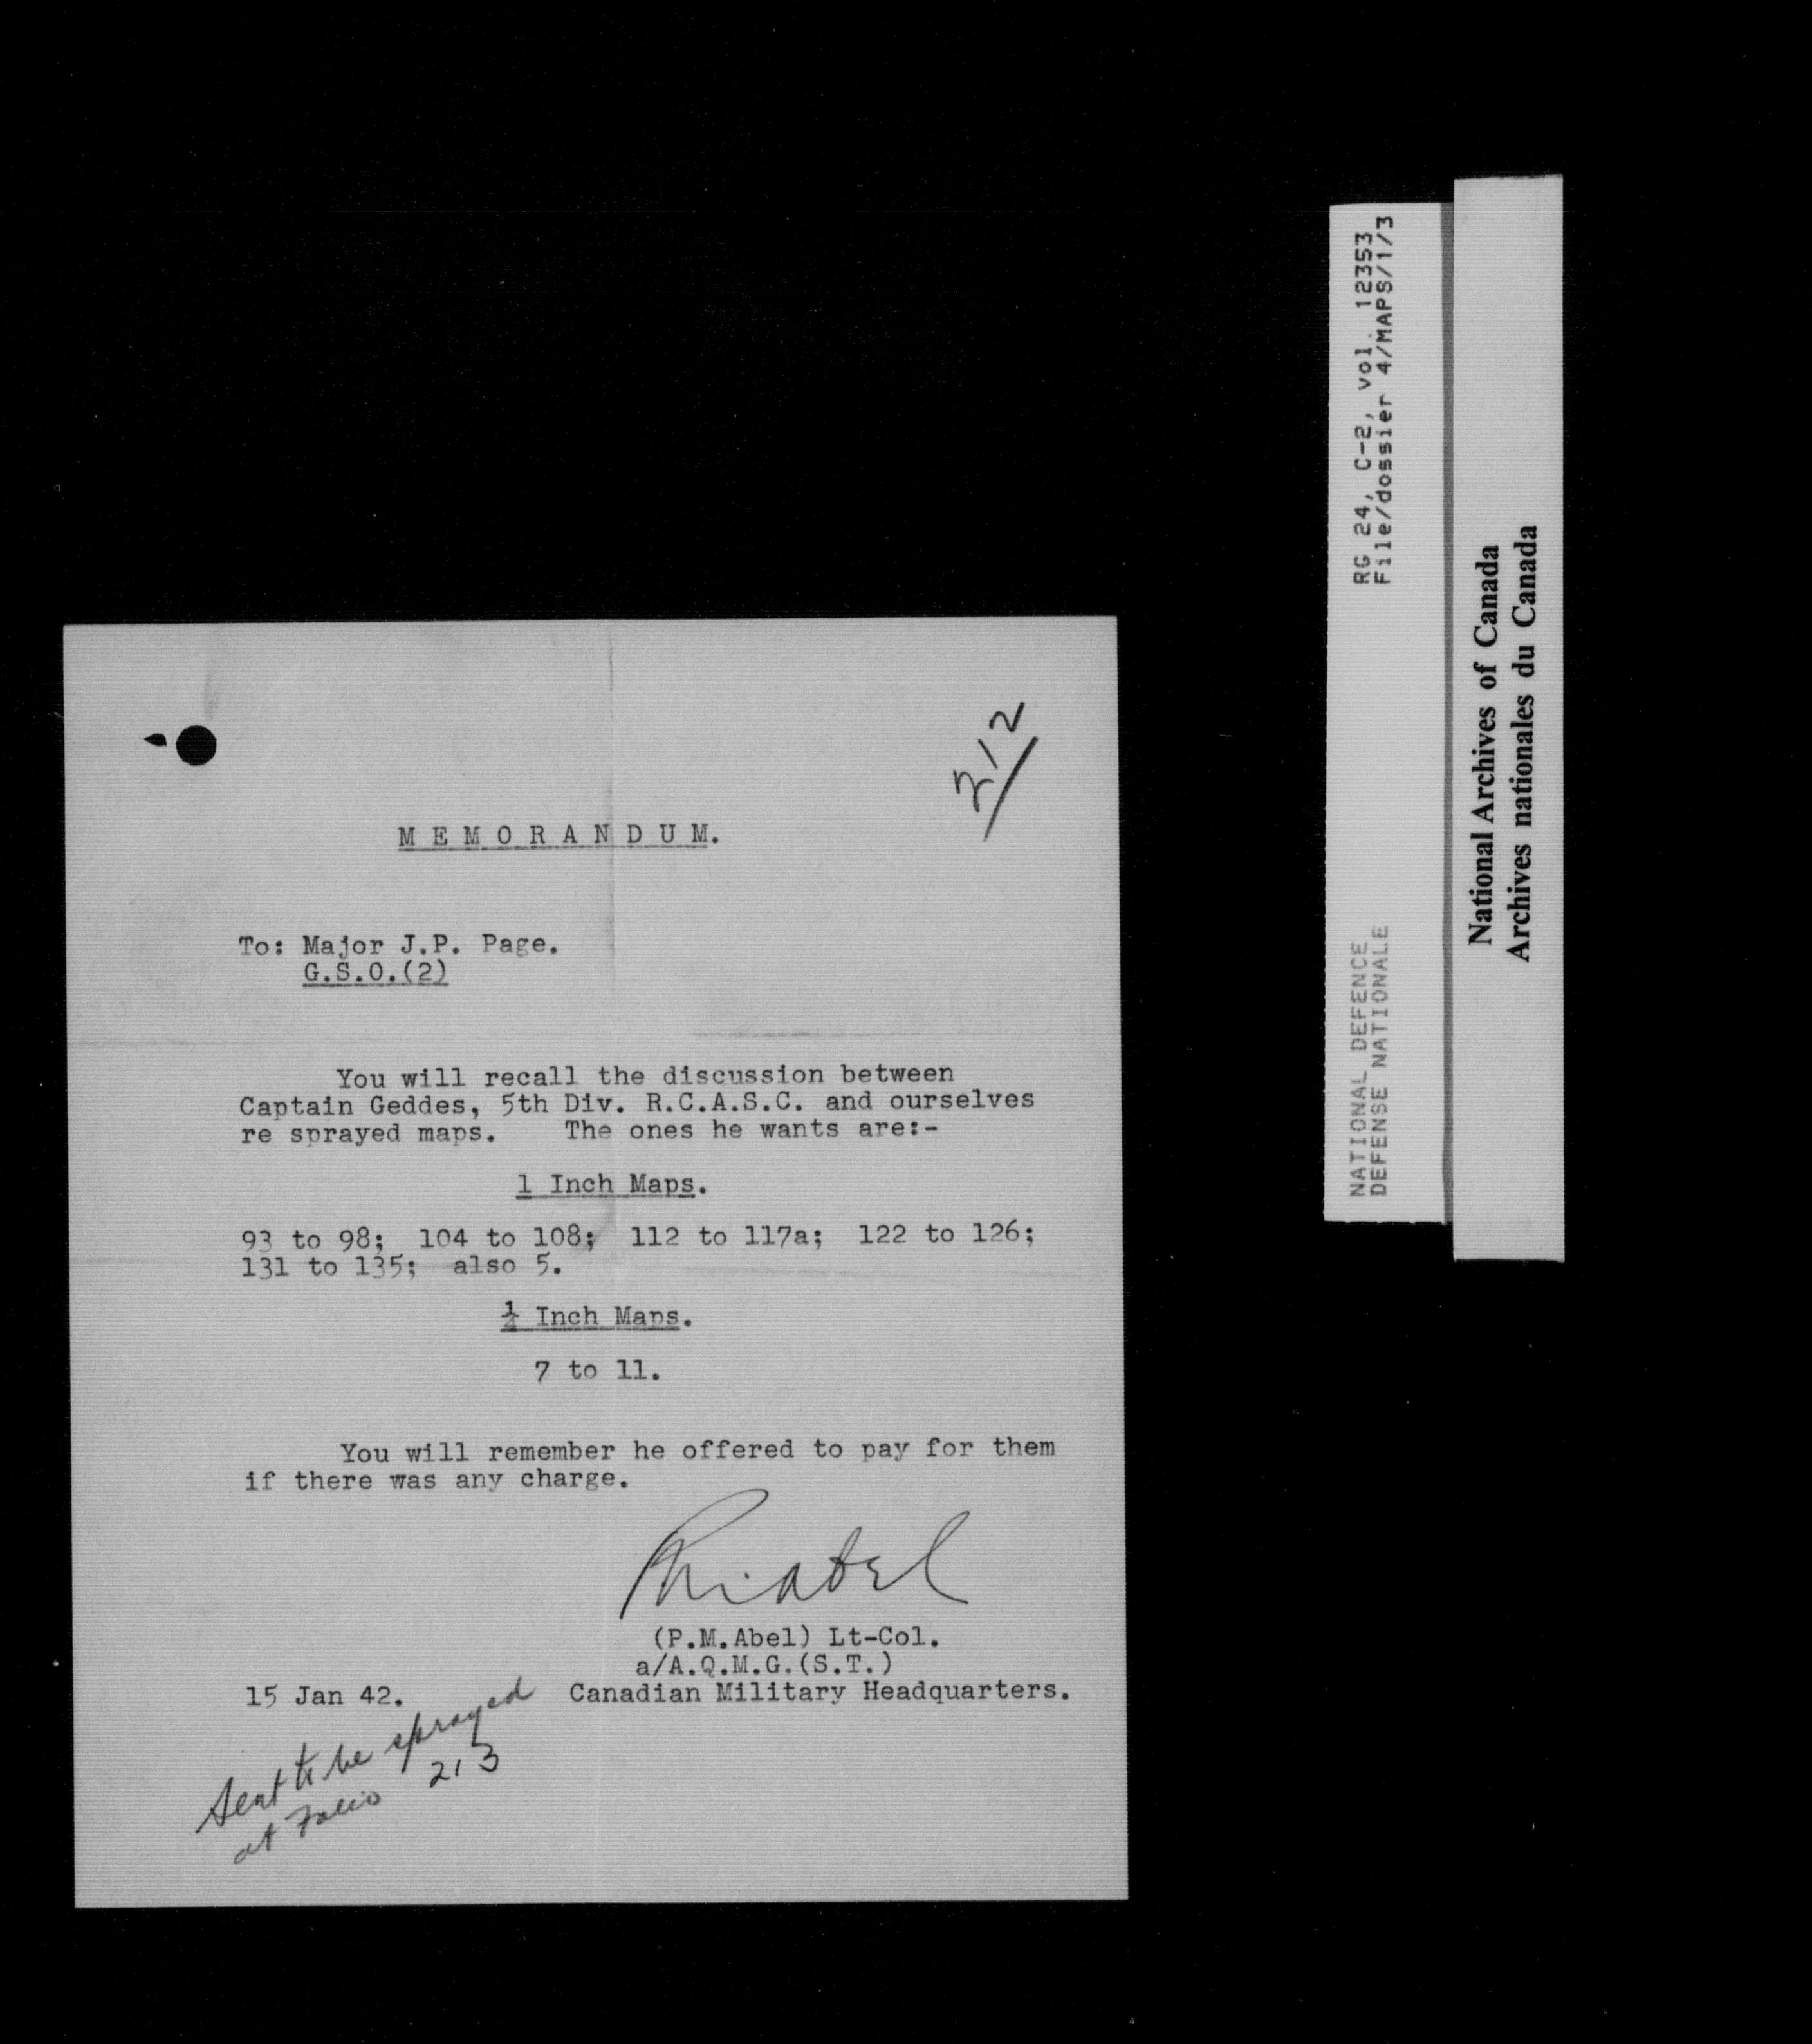 212
MEMORANDUM.
To: Major J.P. Page.
G.S.O.(2)
You will recall the discussion between
Captain Geddes, 5th Div. R.C.A.S.C. and ourselves
re sprayed maps. The ones he wants are:-
1 Inch Maps.
93 to 98; 104 to 108; 112 to 117a; 122 to 126;
131 to 135; also 5.
Inch Maps.
7 to 11.
You will remember he offered to pay for them
if there was any charge.
(P.M.Abel) Lt-Col.
a/A.Q.M.G.(S.T.)
15 Jan 42. Canadian Military Headquarters.
Sent to be sprayed
at Folio 213
RG 24, C-2, vol. 12353
File/dossier 4/MAPS/1/3
NATIONAL DEFENCE
DEFENSE NATIONALE
National Archives of Canada
Archives nationales du Canada